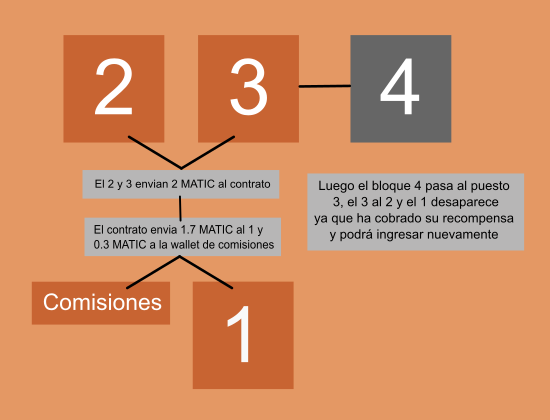 2
3
4
El 2 y 3 envian 2 MATIC al contrato
Luego el bloque 4 pasa al puesto
3, el 3 al 2 y el 1 desaparece
ya que ha cobrado su recompensa
y podrá ingresar nuevamente
El contrato envia 1.7 MATIC al 1 y
0.3 MATIC a la wallet de comisiones
Comisiones
1